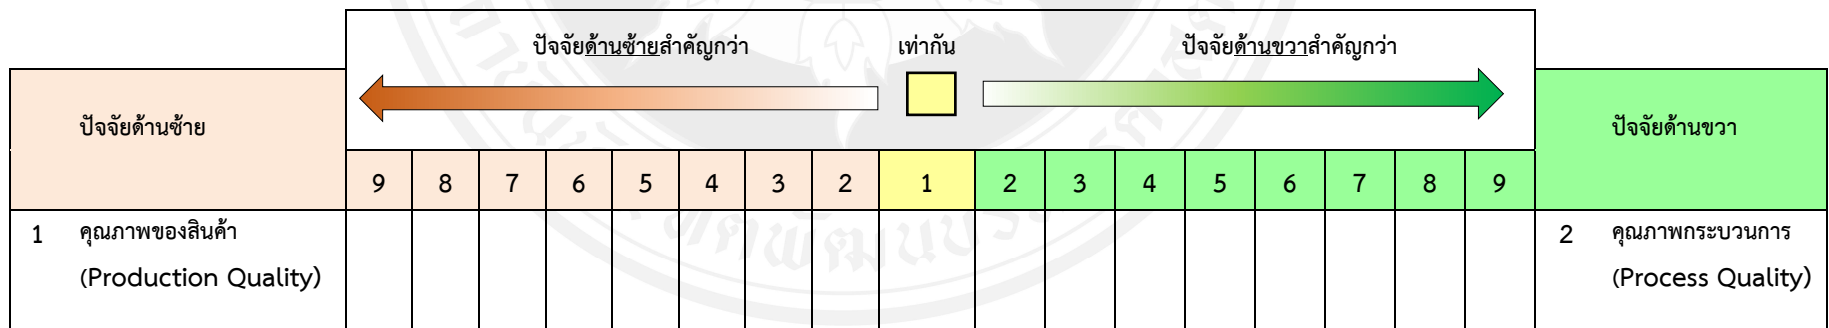 ปัจจัยด้านซ้ายสำคัญกว่า เท่ากัน ปัจจัยด้านขวาสำคัญกว่า
ปัจจัยด้านซ้าย ปัจจัยด้านขวา
9 8 7 6 5 4 3 2 1 2 3 4 5 6 7 8 9
1 คุณภาพของสินค้า 2 คุณภาพกระบวนการ
(Production Quality) (Process Quality)